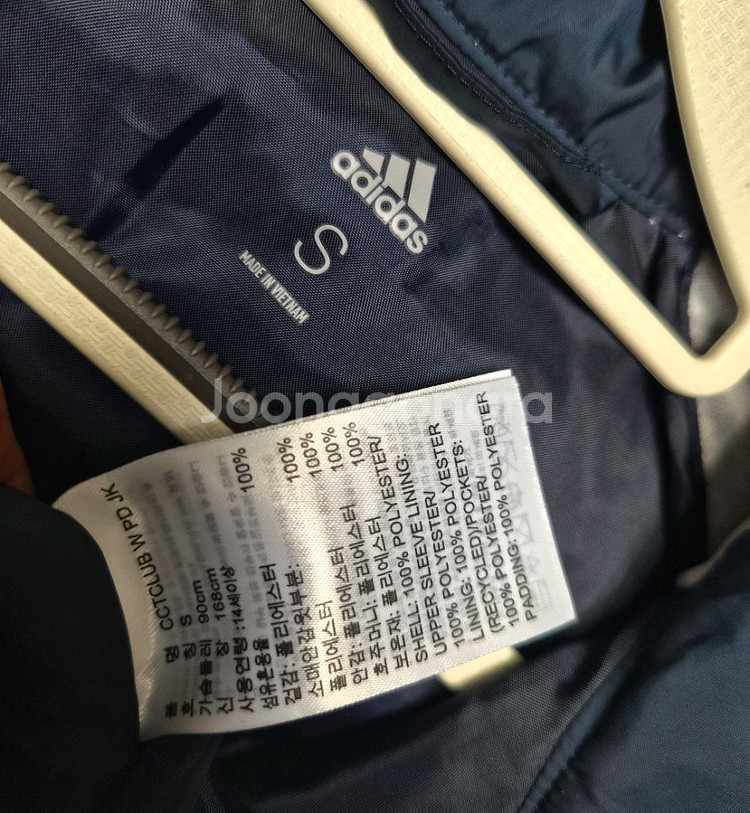 adidas
S
MADE IN VIETNAM
Joongonara
품 명 CCTCLUB W PD JK
호 칭 S
가슴둘레 90cm
신 장 168cm
사용연령 :14세이상
섬유혼용율 100%
겉감: 폴리에스터 100%
소매안감윗부분: 100%
폴리에스터 100%
안감: 폴리에스터 100%
호주머니: 폴리에스터
보온재: 폴리에스터
SHELL: 100% POLYESTER/
UPPER SLEEVE LINING:
100% POLYESTER/
LINING: 100% POLYESTER
(RECYCLED)/POCKETS:
100% POLYESTER/
PADDING: 100% POLYESTER